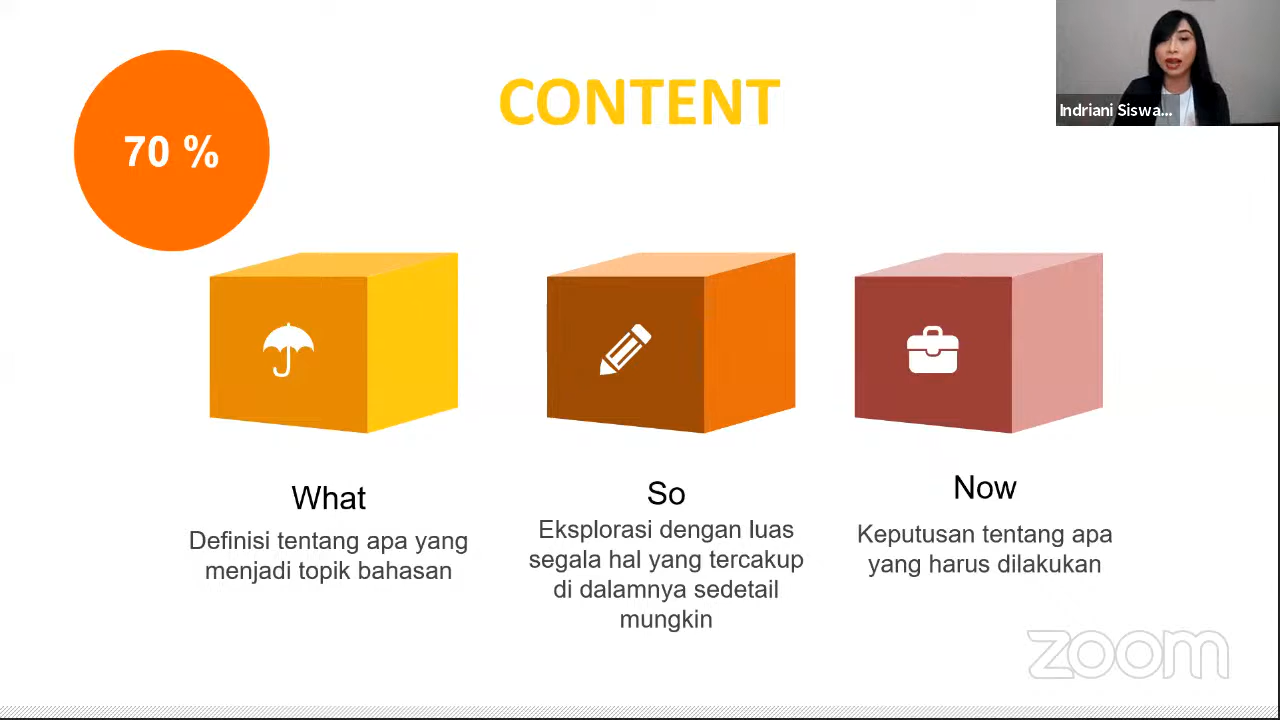 CONTENT
70 %
Indriani Siswa...
What
Definisi tentang apa yang
menjadi topik bahasan
So
Eksplorasi dengan luas
segala hal yang tercakup
di dalamnya sedetail
mungkin
Now
Keputusan tentang apa
yang harus dilakukan
zoom